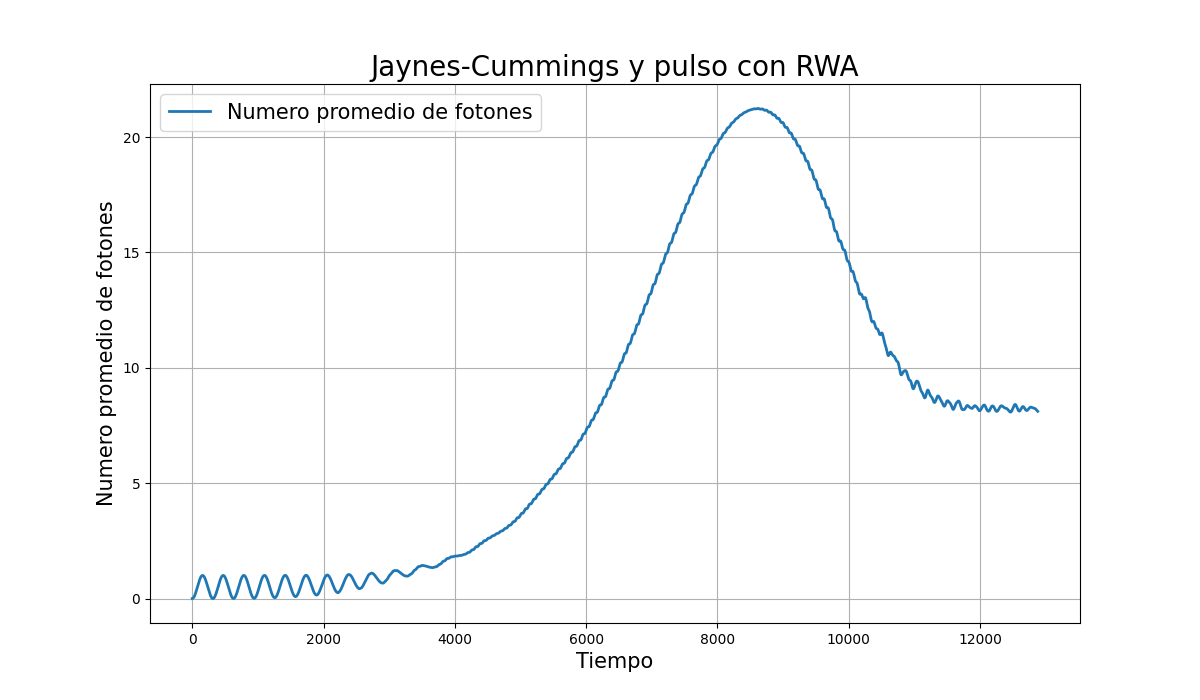 Jaynes-Cummings y pulso con RWA
Numero promedio de fotones
Numero promedio de fotones
20
15
10
5
0
0 2000 4000 6000 8000 10000 12000
Tiempo